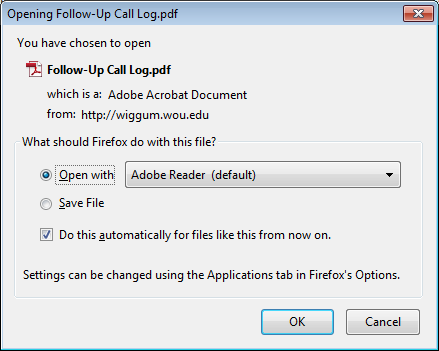 Opening Follow-Up Call Log.pdf
You have chosen to open
Follow-Up Call Log.pdf
which is a: Adobe Acrobat Document
from: http://wiggum.wou.edu
What should Firefox do with this file?
Open with Adobe Reader (default)
Save File
Do this automatically for files like this from now on.
Settings can be changed using the Applications tab in Firefox's Options.
OK Cancel